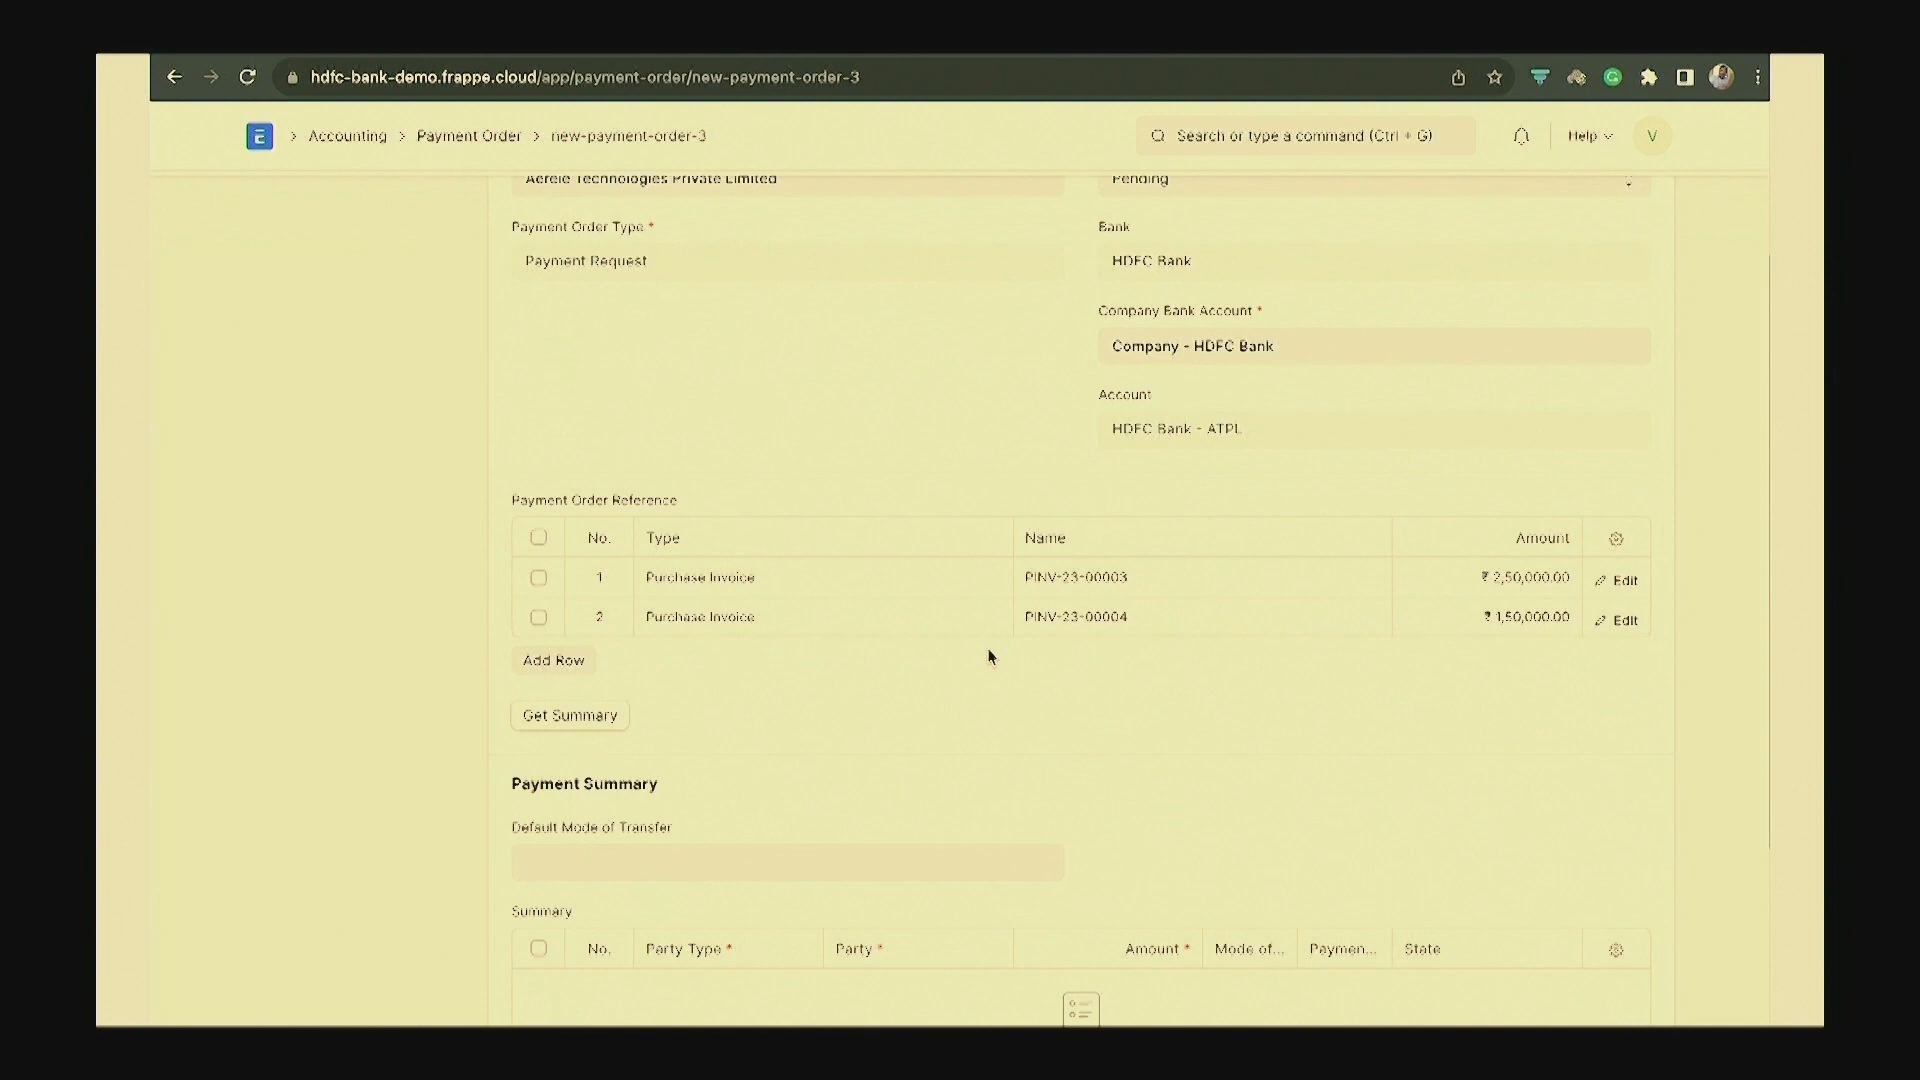 hdfc-bank-demo.frappe.cloud/app/payment-order/new-payment-order-3
E > Accounting > Payment Order > new-payment-order-3
Search or type a command (Ctrl + G)
Help
V
Aerele Technologies Private Limited
Pending
Payment Order Type *
Bank
Payment Request
HDFC Bank
Company Bank Account *
Company - HDFC Bank
Account
HDFC Bank - ATPL
Payment Order Reference
No. Type Name Amount
1 Purchase Invoice PINV-23-00003 ₹ 2,50,000.00 Edit
2 Purchase Invoice PINV-23-00004 ₹ 1,50,000.00 Edit
Add Row
Get Summary
Payment Summary
Default Mode of Transfer
Summary
No. Party Type * Party * Amount * Mode of... Paymen... State